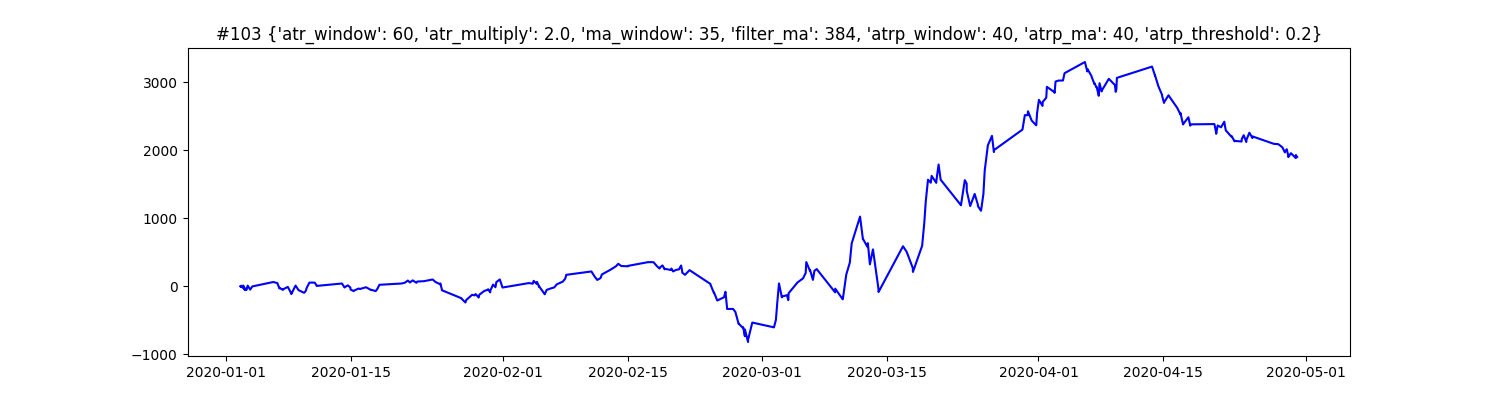 #103 {'atr_window': 60, 'atr_multiply': 2.0, 'ma_window': 35, 'filter_ma': 384, 'atrp_window': 40, 'atrp_ma': 40, 'atrp_threshold': 0.2}
3000
2000
1000
0
−1000
2020-01-01 2020-01-15 2020-02-01 2020-02-15 2020-03-01 2020-03-15 2020-04-01 2020-04-15 2020-05-01